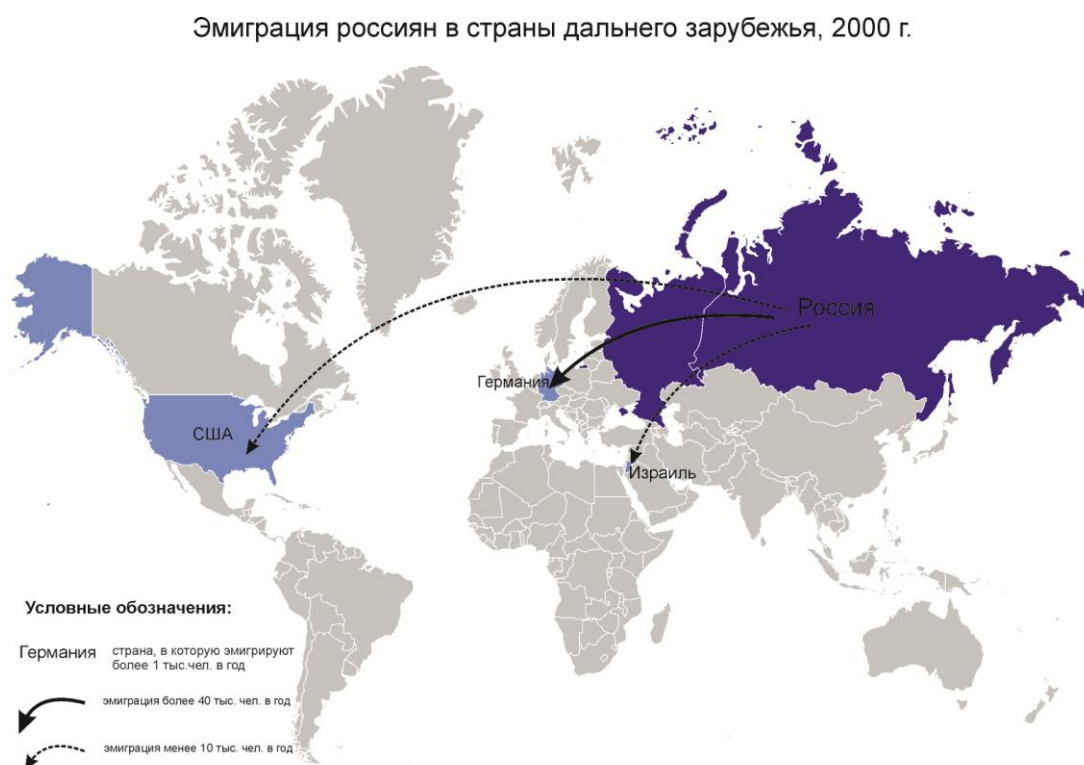 Эмиграция россиян в страны дальнего зарубежья, 2000 г.
Россия
Германия
США
Израиль
Условные обозначения:
Германия
страна, в которую эмигрируют
более 1 тыс.чел. в год
эмиграция более 40 тыс. чел. в год
эмиграция менее 10 тыс. чел. в год